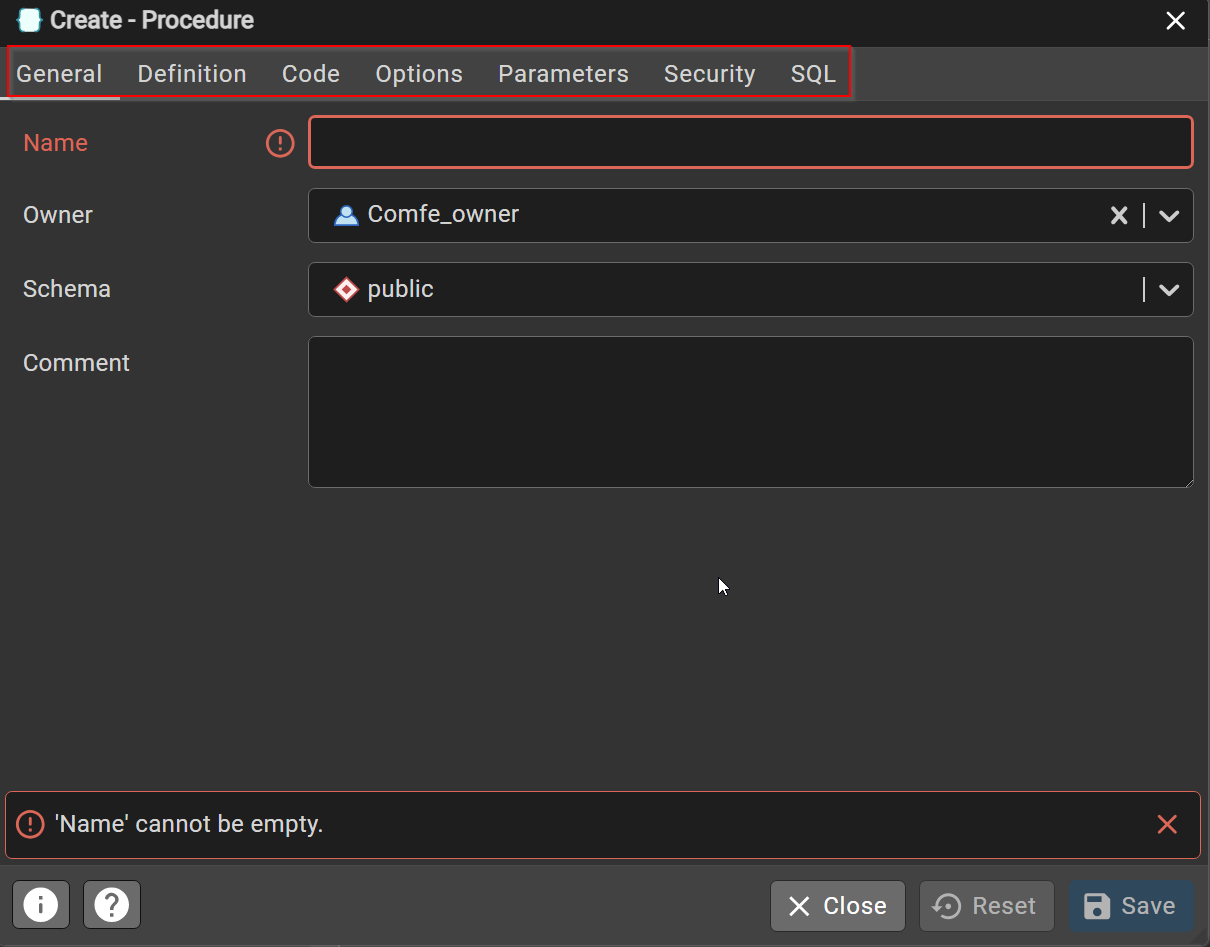 Create - Procedure
General Definition Code Options Parameters Security SQL
Name
Owner Comfe_owner
Schema public
Comment
'Name' cannot be empty.
Close Reset Save